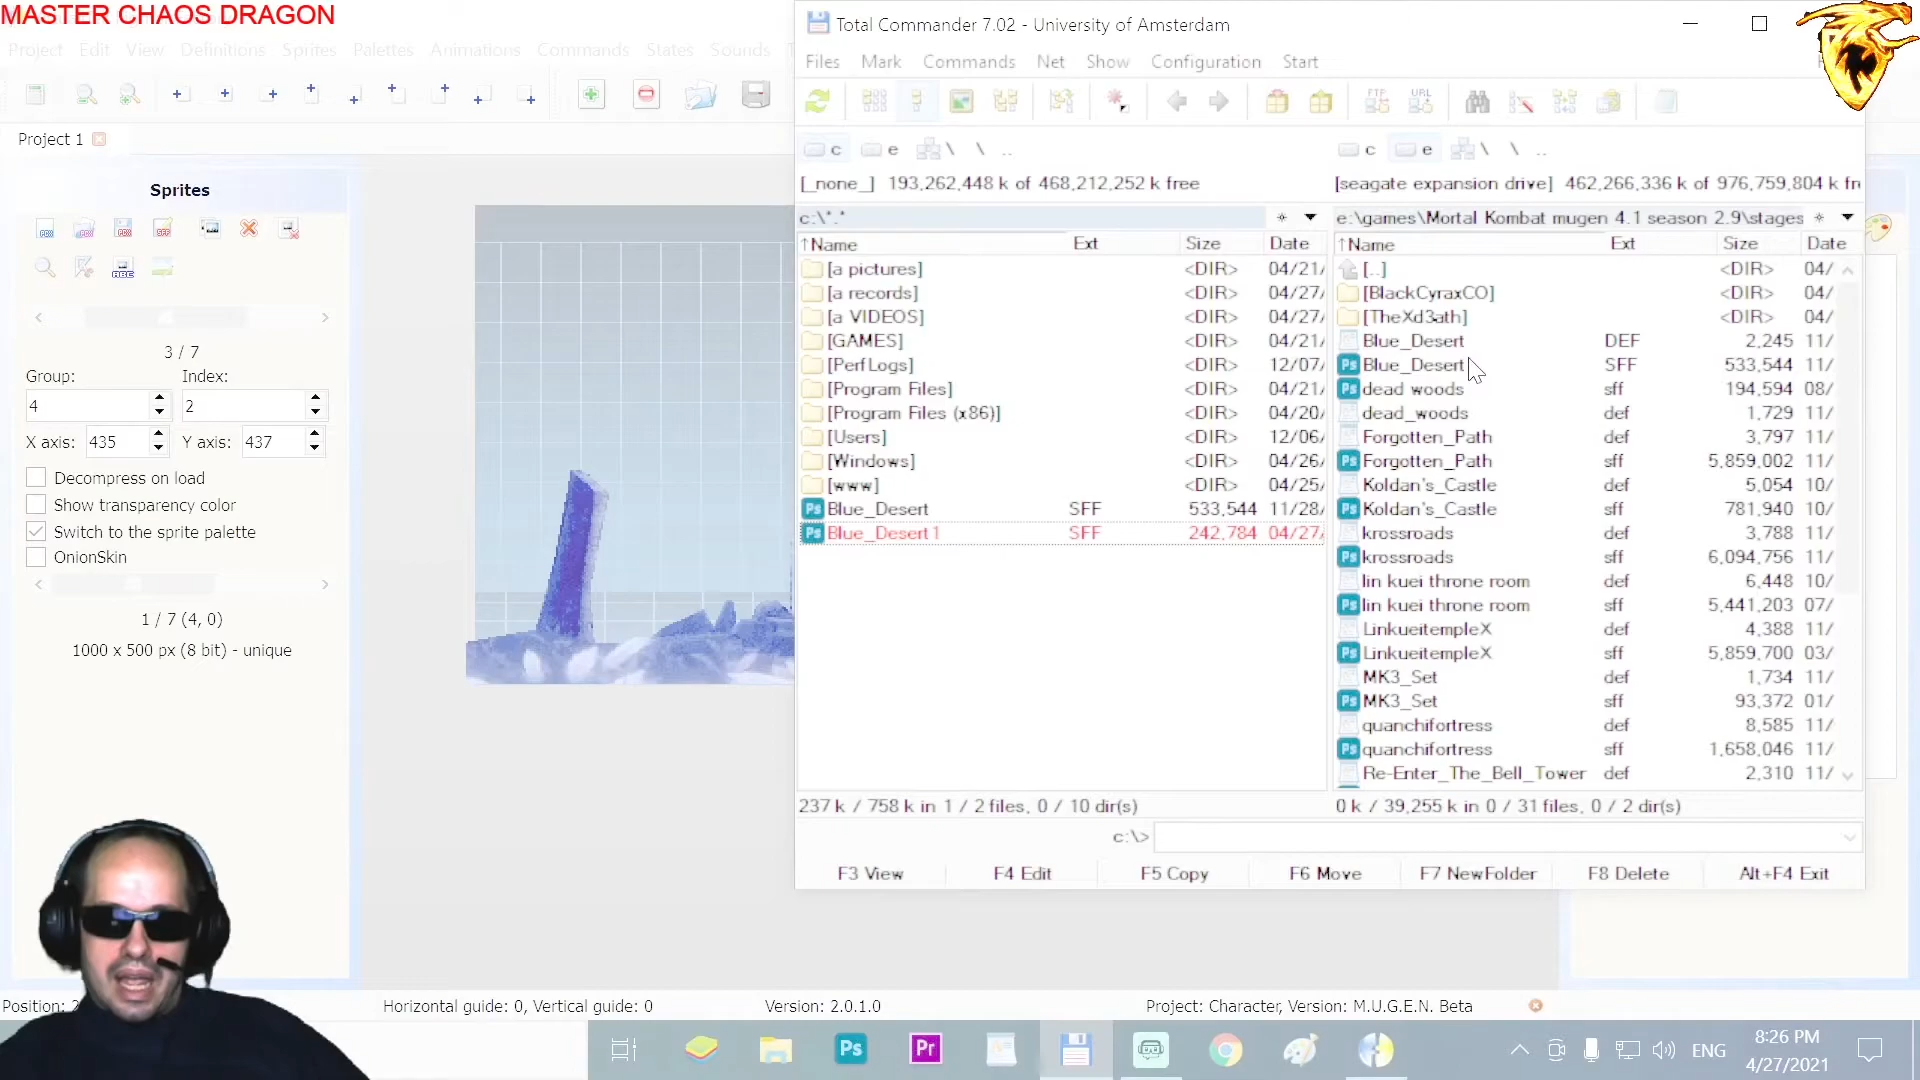 MASTER CHAOS DRAGON
Project Edit View Definitions Sprites Palettes Animations Commands States Sounds
Project 1
Sprites
3 / 7
Group: Index:
4 2
X axis: 435 Y axis: 437
Decompress on load
Show transparency color
Switch to the sprite palette
OnionSkin
1 / 7 (4, 0)
1000 x 500 px (8 bit) - unique
Total Commander 7.02 - University of Amsterdam
Files Mark Commands Net Show Configuration Start
FTP URL
c e \ \ ..
c e \ \ ..
[_none_] 193,262,448 k of 468,212,252 k free
c:\*.*
↑Name Ext Size Date
[a pictures] <DIR> 04/21/
[a records] <DIR> 04/27/
[a VIDEOS] <DIR> 04/27/
[GAMES] <DIR> 04/21/
[PerfLogs] <DIR> 12/07/
[Program Files] <DIR> 04/21/
[Program Files (x86)] <DIR> 04/20/
[Users] <DIR> 12/06/
[Windows] <DIR> 04/26/
[www] <DIR> 04/25/
Ps Blue_Desert SFF 533,544 11/28/
Ps Blue_Desert1 SFF 242,784 04/27/
237 k / 758 k in 1 / 2 files, 0 / 10 dir(s)
[seagate expansion drive] 462,266,336 k of 976,759,804 k fr
e:\games\Mortal Kombat mugen 4.1 season 2.9\stages
↑Name Ext Size Date
[..] <DIR> 04/
[BlackCyraxCO] <DIR> 04/
[TheXd3ath] <DIR> 04/
Blue_Desert DEF 2,245 11/
Ps Blue_Desert SFF 533,544 11/
Ps dead woods sff 194,594 08/
dead_woods def 1,729 11/
Forgotten_Path def 3,797 11/
Ps Forgotten_Path sff 5,859,002 11/
Koldan's_Castle def 5,054 10/
Ps Koldan's_Castle sff 781,940 10/
krossroads def 3,788 11/
Ps krossroads sff 6,094,756 11/
lin kuei throne room def 6,448 10/
Ps lin kuei throne room sff 5,441,203 07/
LinkueitempleX def 4,388 11/
Ps LinkueitempleX sff 5,859,700 03/
MK3_Set def 1,734 11/
Ps MK3_Set sff 93,372 01/
quanchifortress def 8,585 11/
Ps quanchifortress sff 1,658,046 11/
Re-Enter_The_Bell_Tower def 2,310 11/
0 k / 39,255 k in 0 / 31 files, 0 / 2 dir(s)
c:\>
F3 View F4 Edit F5 Copy F6 Move F7 NewFolder F8 Delete Alt+F4 Exit
Position: 2 Horizontal guide: 0, Vertical guide: 0 Version: 2.0.1.0 Project: Character, Version: M.U.G.E.N. Beta
Ps Pr ENG 8:26 PM
4/27/2021